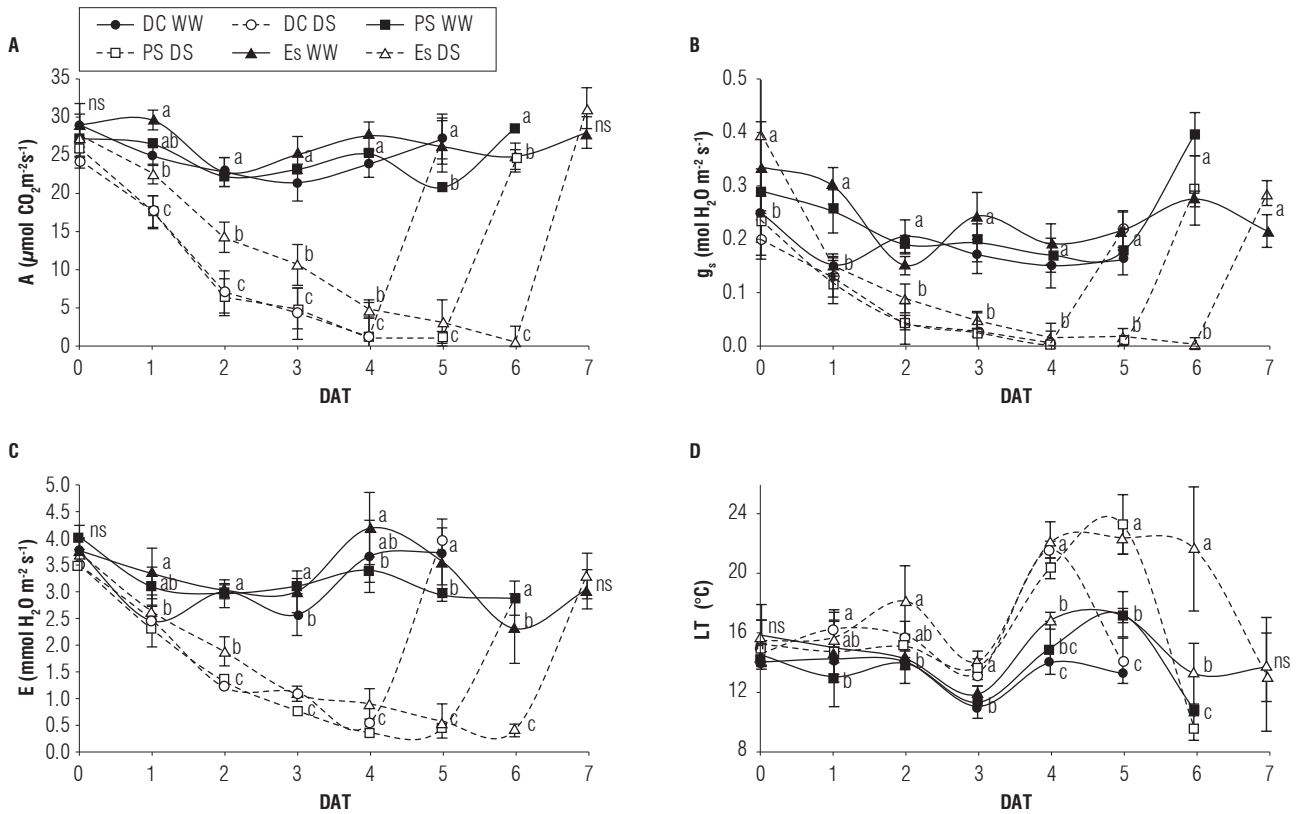 DC WW DC DS PS WW
PS DS Es WW Es DS
A
A (µmol CO₂m⁻²s⁻¹)
35
30
25
20
15
10
5
0
ns
a
ab
b
c
a
b
c
a
b
c
a
b
c
a
b
c
a
b
c
ns
0 1 2 3 4 5 6 7
DAT
B
gₛ (mol H₂O m⁻² s⁻¹)
0.5
0.4
0.3
0.2
0.1
0.0
a
b
a
b
a
b
a
b
a
b
a
b
a
a
b
a
0 1 2 3 4 5 6 7
DAT
C
E (mmol H₂O m⁻² s⁻¹)
5.0
4.5
4.0
3.5
3.0
2.5
2.0
1.5
1.0
0.5
0.0
ns
a
ab
b
a
b
c
a
b
c
a
ab
b
c
a
b
c
a
b
c
ns
0 1 2 3 4 5 6 7
DAT
D
LT (°C)
24
20
16
12
8
ns
a
ab
b
a
ab
b
a
b
a
b
bc
c
a
b
c
a
b
c
ns
0 1 2 3 4 5 6 7
DAT